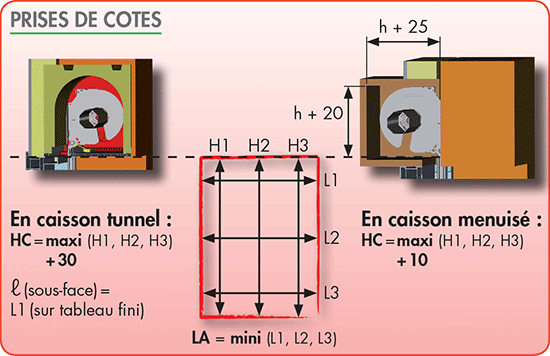 PRISES DE COTES
h + 25
h + 20
H1 H2 H3
L1
L2
L3
En caisson tunnel :
HC = maxi (H1, H2, H3)
+ 30
ℓ (sous-face) =
L1 (sur tableau fini)
En caisson menuisé :
HC = maxi (H1, H2, H3)
+ 10
LA = mini (L1, L2, L3)